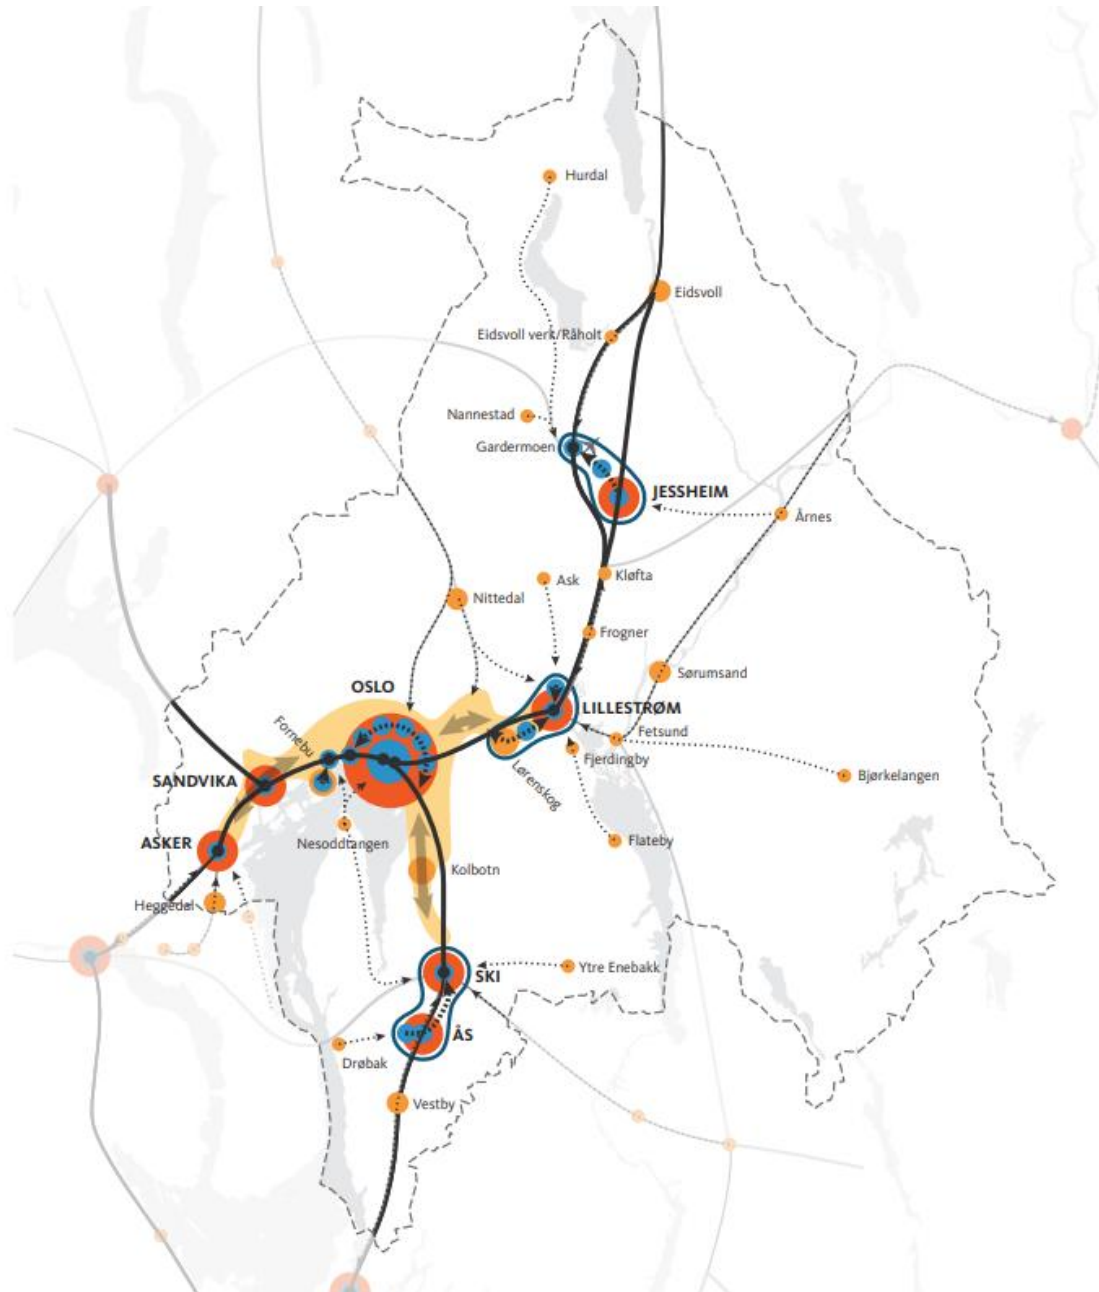 Hurdal
Eidsvoll
Eidsvoll verk/Råholt
Nannestad
Gardermoen
JESSHEIM
Årnes
Kløfta
Ask
Nittedal
Frogner
Sørumsand
OSLO
LILLESTRØM
Fetsund
Fornebu
Fjerdingby
SANDVIKA
Lørenskog
Bjørkelangen
ASKER
Nesoddtangen
Flateby
Kolbotn
Heggedal
Ytre Enebakk
SKI
ÅS
Drøbak
Vestby